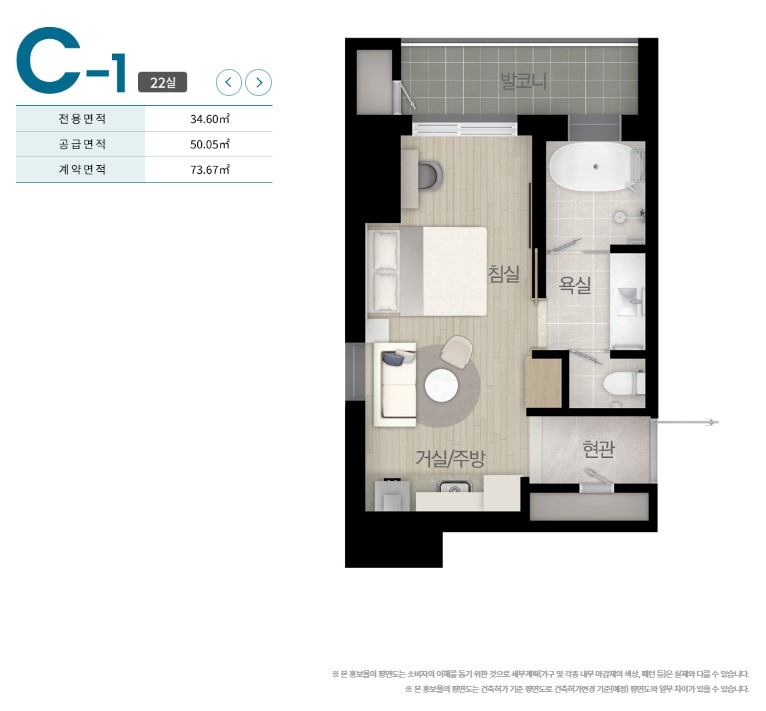 C-1 22실
전용면적 34.60㎡
공급면적 50.05㎡
계약면적 73.67㎡
발코니
침실
욕실
거실/주방
현관
※ 본 홍보물의 평면도는 소비자의 이해를 돕기 위한 것으로 세부계획(가구 및 각종 내부 마감재의 색상, 패턴 등)은 실제와 다를 수 있습니다.
※ 본 홍보물의 평면도는 건축허가 기준 평면도로 건축허가변경 기준(예정) 평면도와 일부 차이가 있을 수 있습니다.